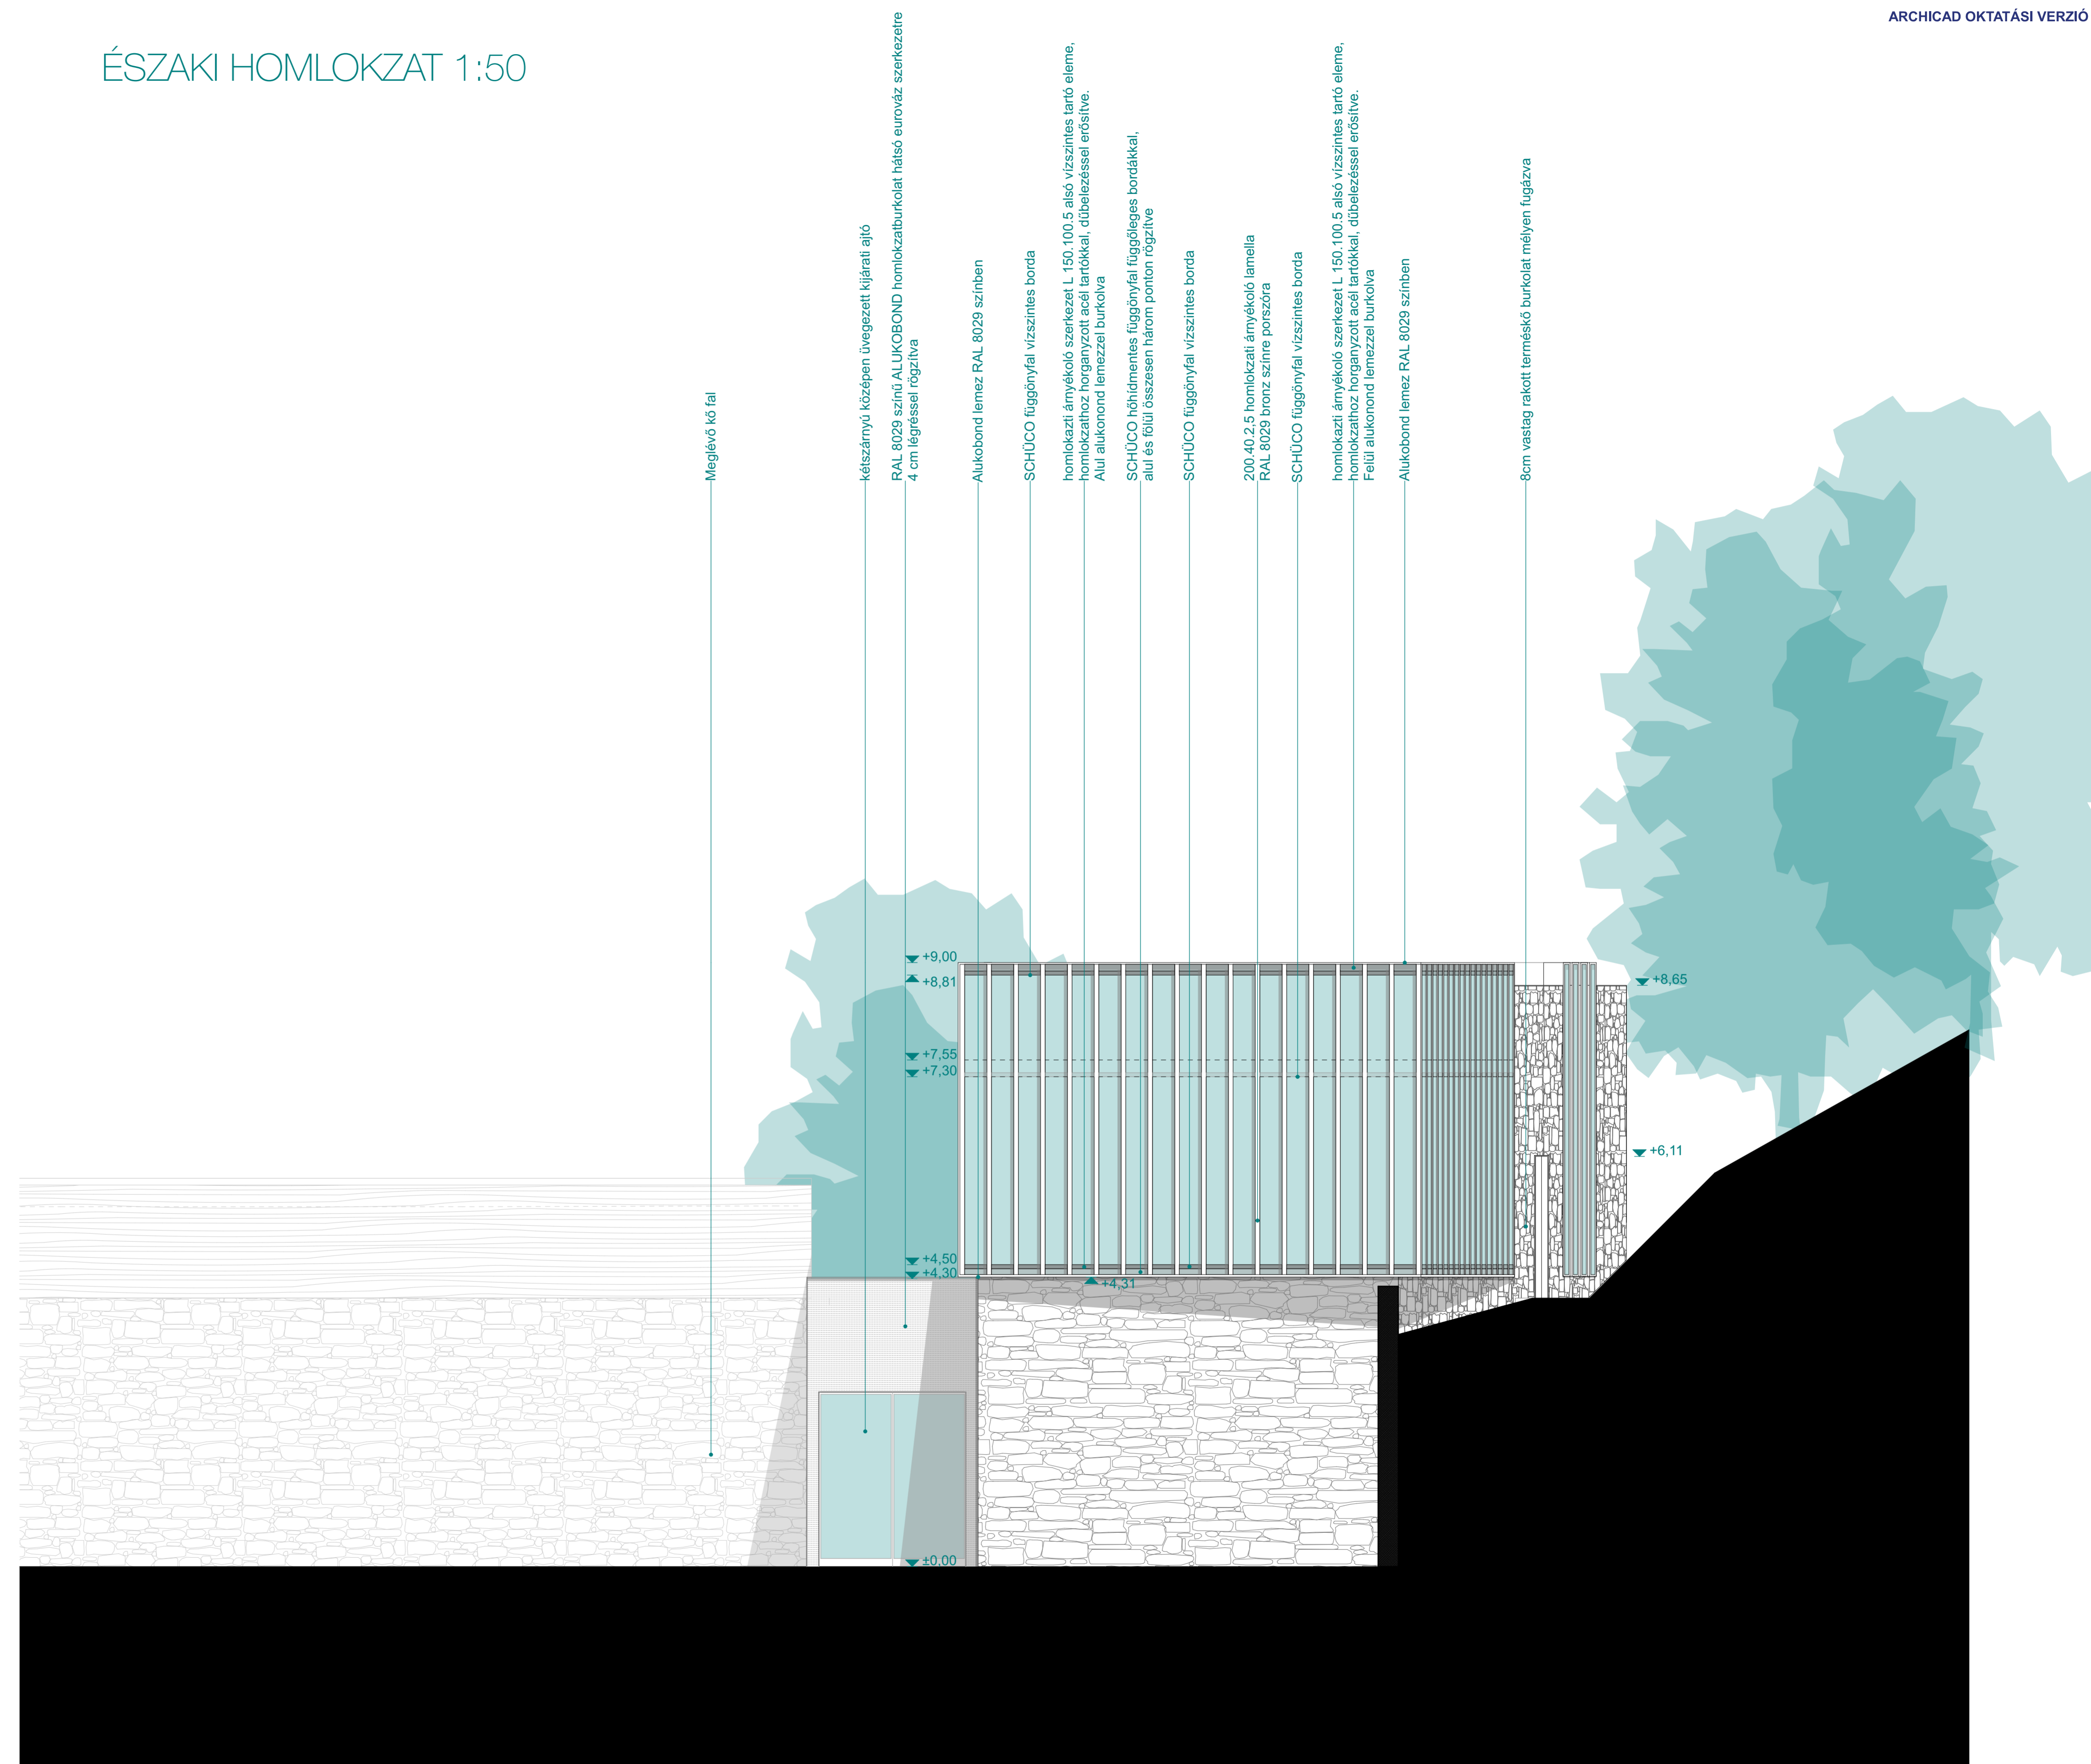 ARCHICAD OKTATÁSI VERZIÓ
ÉSZAKI HOMLOKZAT 1:50
Meglévő kő fal
kétszárnyú középen üvegezett kijárati ajtó
RAL 8029 színű ALUKOBOND homlokzatburkolat hátsó eurováz szerkezetre
4 cm légréssel rögzítva
Alukobond lemez RAL 8029 színben
SCHÜCO függönyfal vízszintes borda
homlokazti árnyékoló szerkezet L 150.100.5 alsó vízszintes tartó eleme,
homlokzathoz horganyzott acél tartókkal, dűbelezéssel erősítve.
Alul alukonond lemezzel burkolva
SCHÜCO hőhídmentes függönyfal függőleges bordákkal,
alul és fölül összesen három ponton rögzítve
SCHÜCO függönyfal vízszintes borda
200.40.2,5 homlokzati árnyékoló lamella
RAL 8029 bronz színre porszóra
SCHÜCO függönyfal vízszintes borda
homlokazti árnyékoló szerkezet L 150.100.5 alsó vízszintes tartó eleme,
homlokzathoz horganyzott acél tartókkal, dűbelezéssel erősítve.
Felül alukonond lemezzel burkolva
Alukobond lemez RAL 8029 színben
8cm vastag rakott terméskő burkolat mélyen fugázva
+9,00
+8,81
+8,65
+7,55
+7,30
+6,11
+4,50
+4,30
+4,31
±0,00